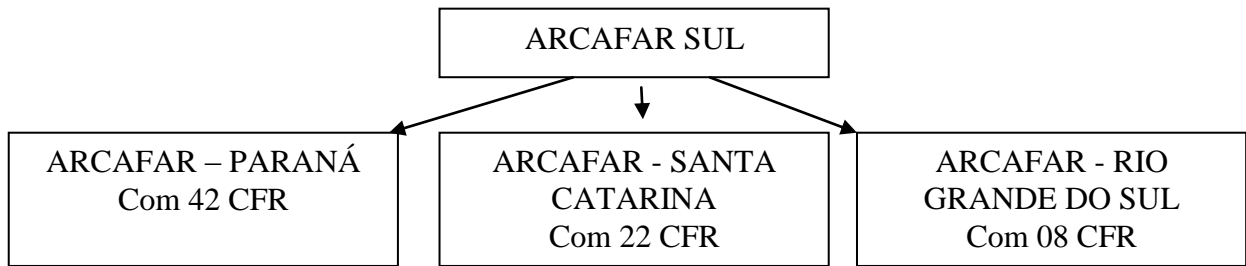 ARCAFAR SUL
ARCAFAR – PARANÁ
Com 42 CFR
ARCAFAR - SANTA
CATARINA
Com 22 CFR
ARCAFAR - RIO
GRANDE DO SUL
Com 08 CFR